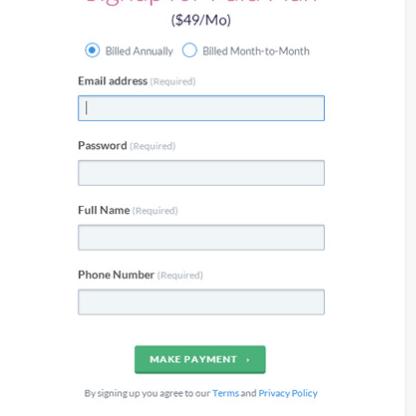 ($49/Mo)
Billed Annually Billed Month-to-Month
Email address (Required)
Password (Required)
Full Name (Required)
Phone Number (Required)
MAKE PAYMENT ›
By signing up you agree to our Terms and Privacy Policy